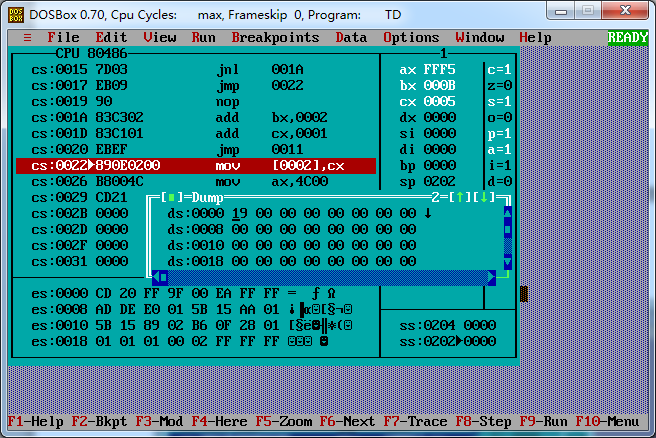 DOSBox 0.70, Cpu Cycles: max, Frameskip 0, Program: TD
≡ File Edit View Run Breakpoints Data Options Window Help READY
CPU 80486 1
cs:0015 7D03 jnl 001A ax FFF5 c=1
cs:0017 EB09 jmp 0022 bx 000B z=0
cs:0019 90 nop cx 0005 s=1
cs:001A 83C302 add bx,0002 dx 0000 o=0
cs:001D 83C101 add cx,0001 si 0000 p=1
cs:0020 EBEF jmp 0011 di 0000 a=1
cs:0022►890E0200 mov [0002],cx bp 0000 i=1
cs:0026 B8004C mov ax,4C00 sp 0202 d=0
cs:0029 CD21 [■]=Dump 2=[↑][↓]
cs:002B 0000 ds:0000 19 00 00 00 00 00 00 00 ↓
cs:002D 0000 ds:0008 00 00 00 00 00 00 00 00
cs:002F 0000 ds:0010 00 00 00 00 00 00 00 00
cs:0031 0000 ds:0018 00 00 00 00 00 00 00 00
es:0000 CD 20 FF 9F 00 EA FF FF = ƒ Ω
es:0008 AD DE E0 01 5B 15 AA 01 ¡▐α☺[§¬☺
es:0010 5B 15 89 02 B6 0F 28 01 [§ë☻╢☼(☺ ss:0204 0000
es:0018 01 01 01 00 02 FF FF FF ☺☺☺ ☻ ss:0202►0000
F1-Help F2-Bkpt F3-Mod F4-Here F5-Zoom F6-Next F7-Trace F8-Step F9-Run F10-Menu